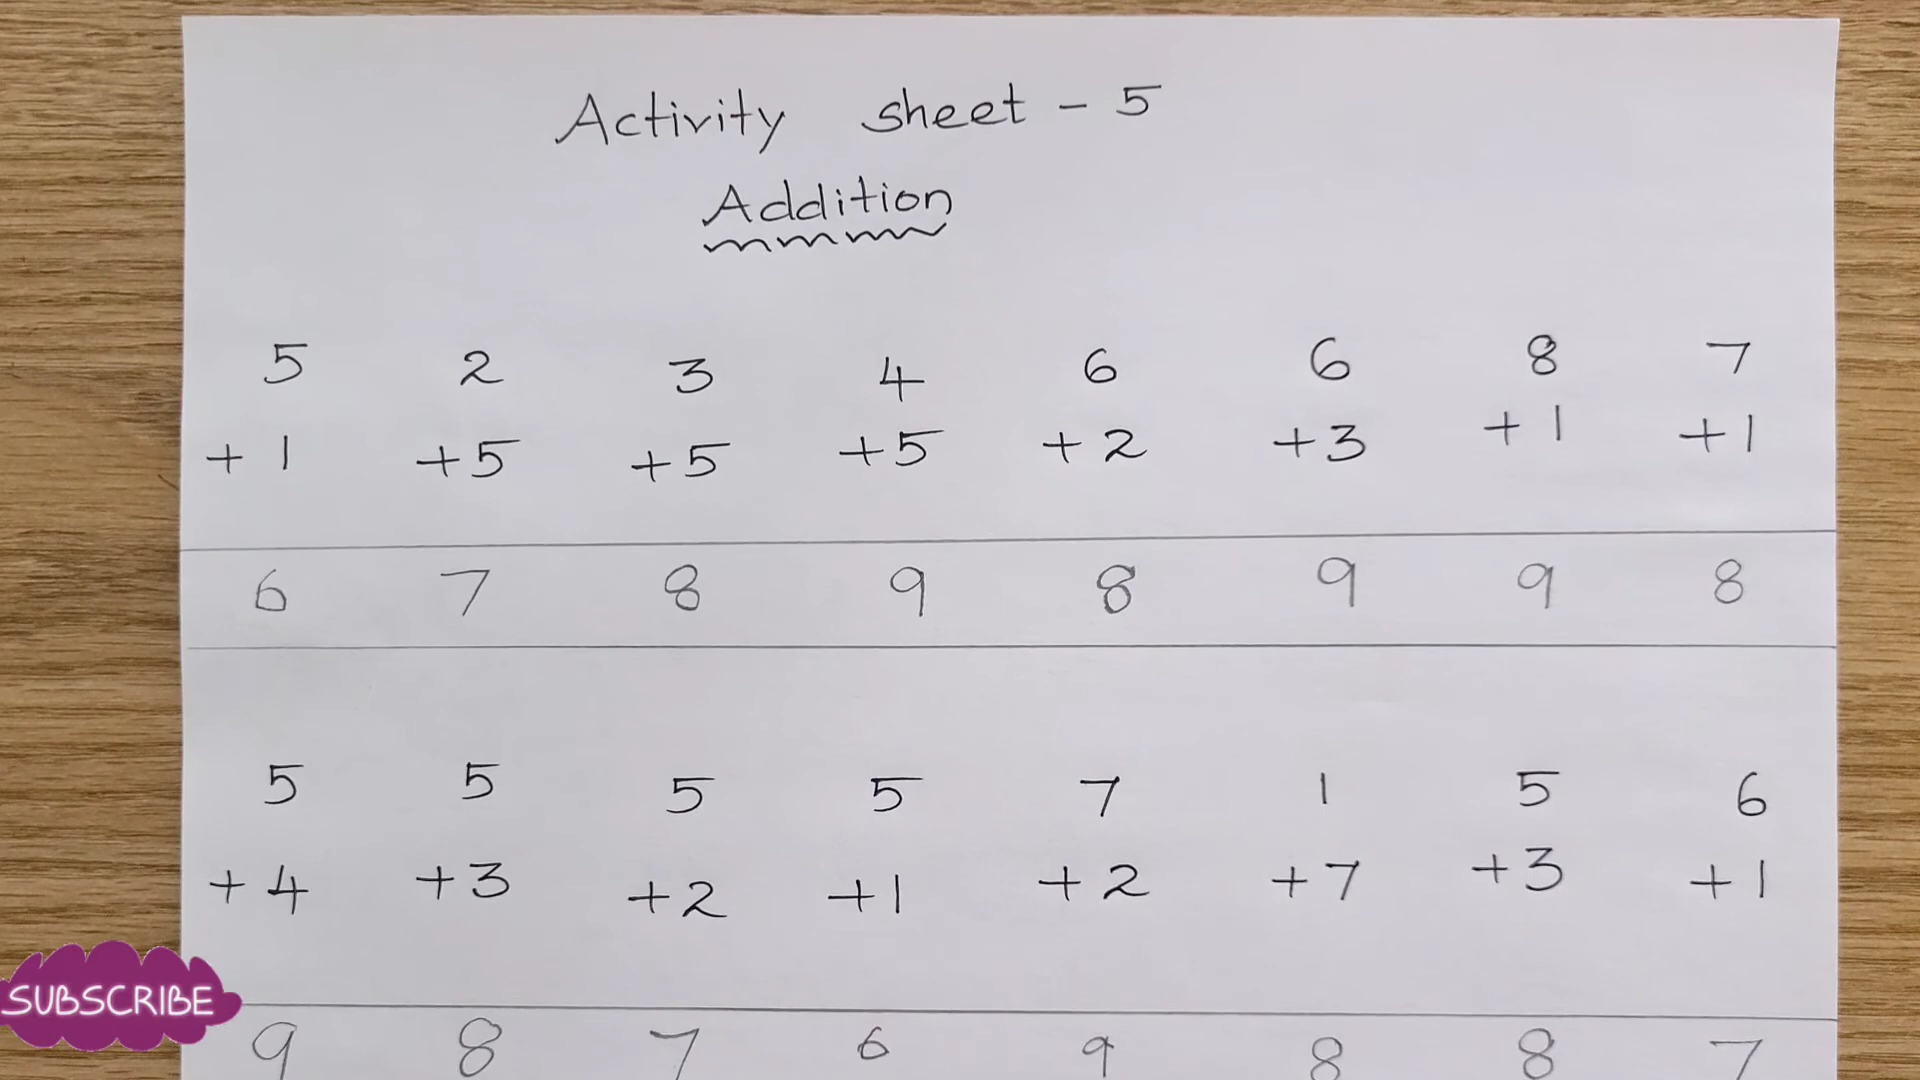 Activity sheet - 5
Addition
5 2 3 4 6 6 8 7
+1 +5 +5 +5 +2 +3 +1 +1
6 7 8 9 8 9 9 8
5 5 5 5 7 1 5 6
+4 +3 +2 +1 +2 +7 +3 +1
SUBSCRIBE
9 8 7 6 9 8 8 7